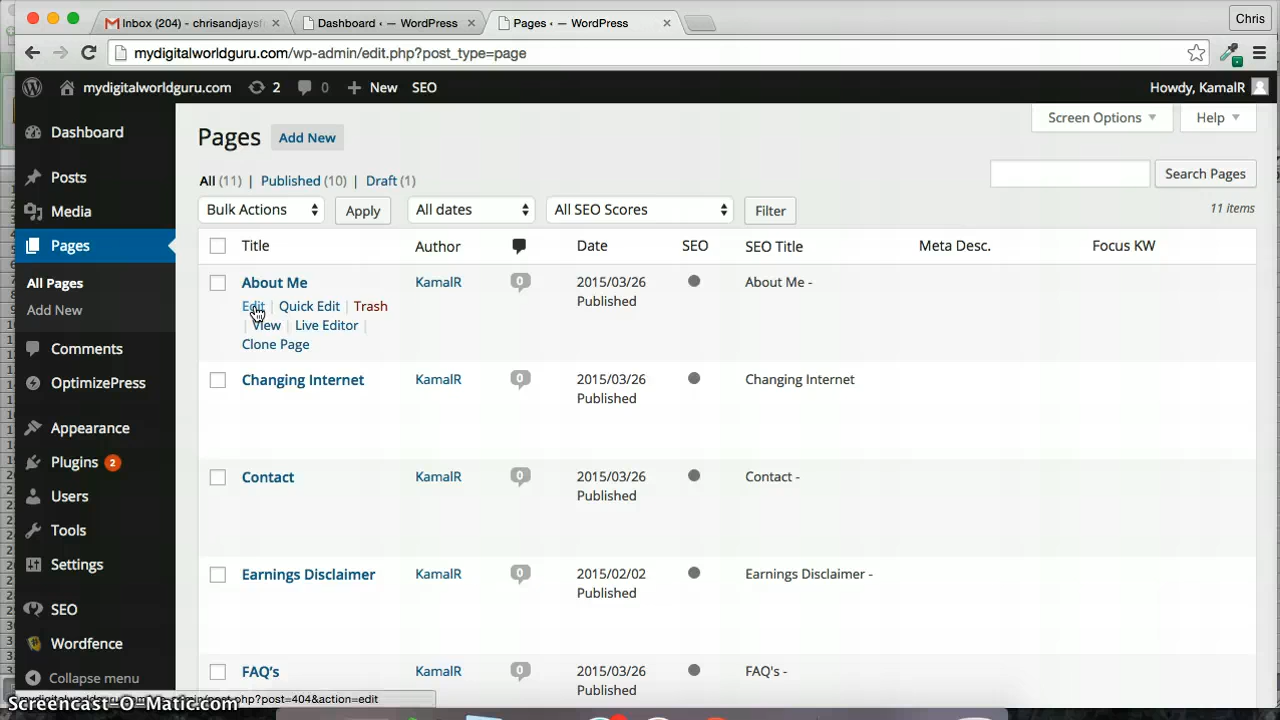 Inbox (204) - chrisandjaysf
Dashboard ‹ — WordPress
Pages ‹ — WordPress
Chris
mydigitalworldguru.com/wp-admin/edit.php?post_type=page
mydigitalworldguru.com
2
0
New
SEO
Howdy, KamalR
Dashboard
Posts
Media
Pages
All Pages
Add New
Comments
OptimizePress
Appearance
Plugins 2
Users
Tools
Settings
SEO
Wordfence
Collapse menu
Screen Options
Help
Pages Add New
All (11) | Published (10) | Draft (1)
Search Pages
Bulk Actions
Apply
All dates
All SEO Scores
Filter
11 items
Title Author Date SEO SEO Title Meta Desc. Focus KW
About Me KamalR 0 2015/03/26 About Me -
Published
Edit | Quick Edit | Trash
| View | Live Editor |
Clone Page
Changing Internet KamalR 0 2015/03/26 Changing Internet
Published
Contact KamalR 0 2015/03/26 Contact -
Published
Earnings Disclaimer KamalR 0 2015/02/02 Earnings Disclaimer -
Published
FAQ's KamalR 0 2015/03/26 FAQ's -
Published
Screencast-O-Matic.com